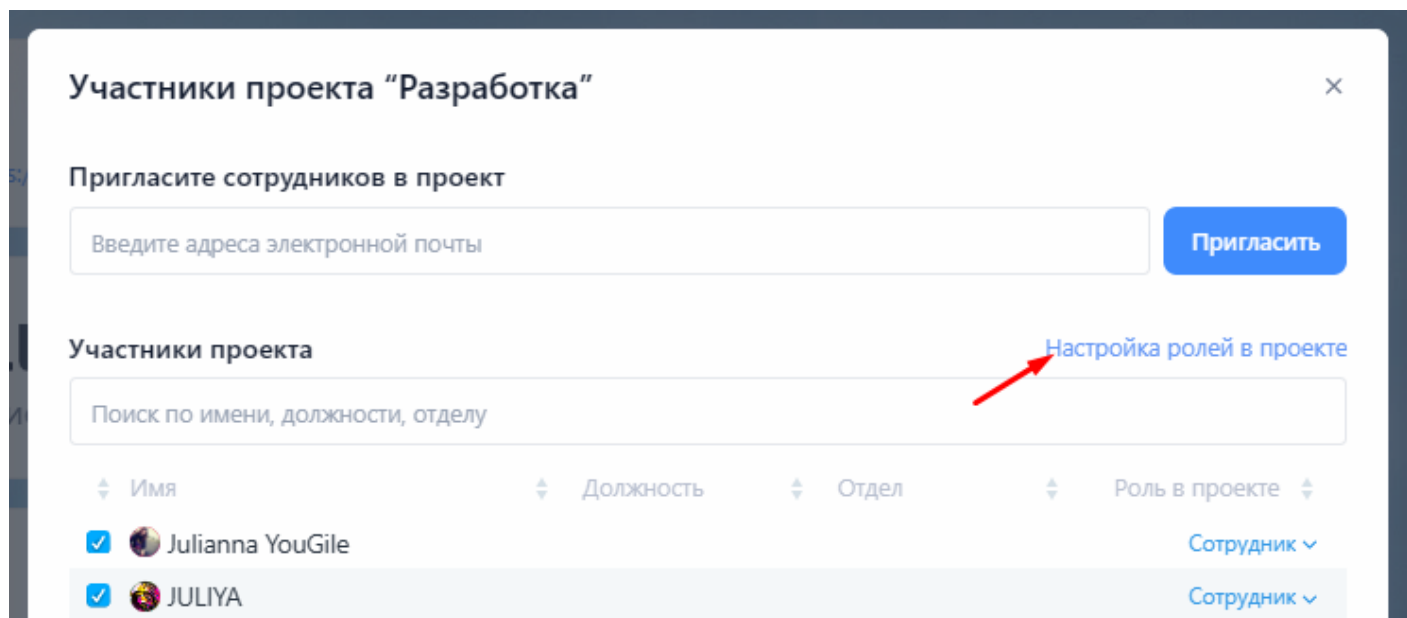 Участники проекта “Разработка”
Пригласите сотрудников в проект
Введите адреса электронной почты
Пригласить
Участники проекта
Настройка ролей в проекте
Поиск по имени, должности, отделу
Имя Должность Отдел Роль в проекте
Julianna YouGile Сотрудник
JULIYA Сотрудник